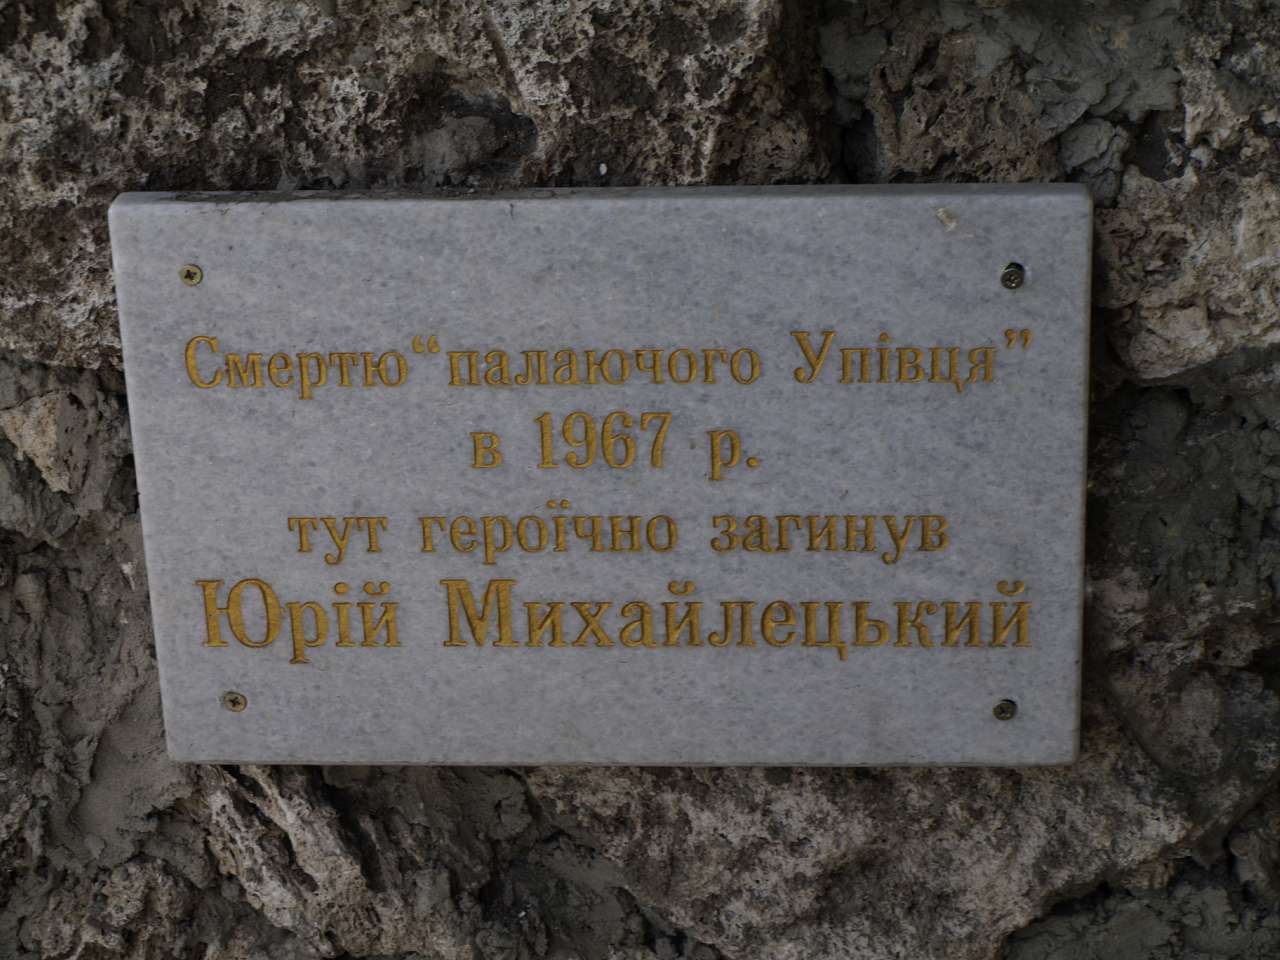 Смертю “палаючого Упівця”
в 1967 р.
тут героїчно загинув
Юрій Михайлецький